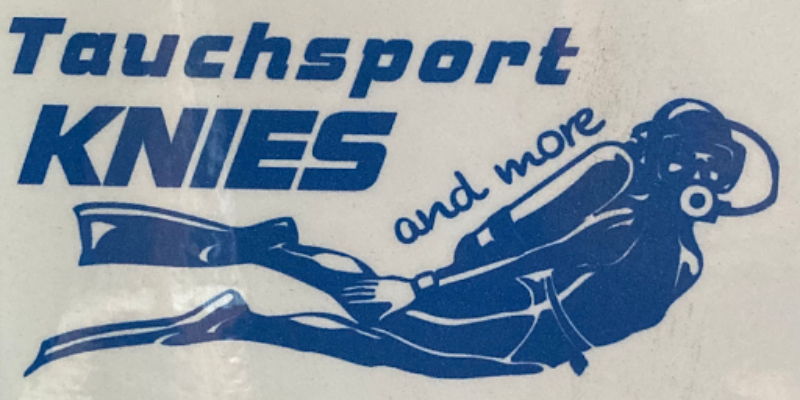 Tauchsport
KNIES
and more